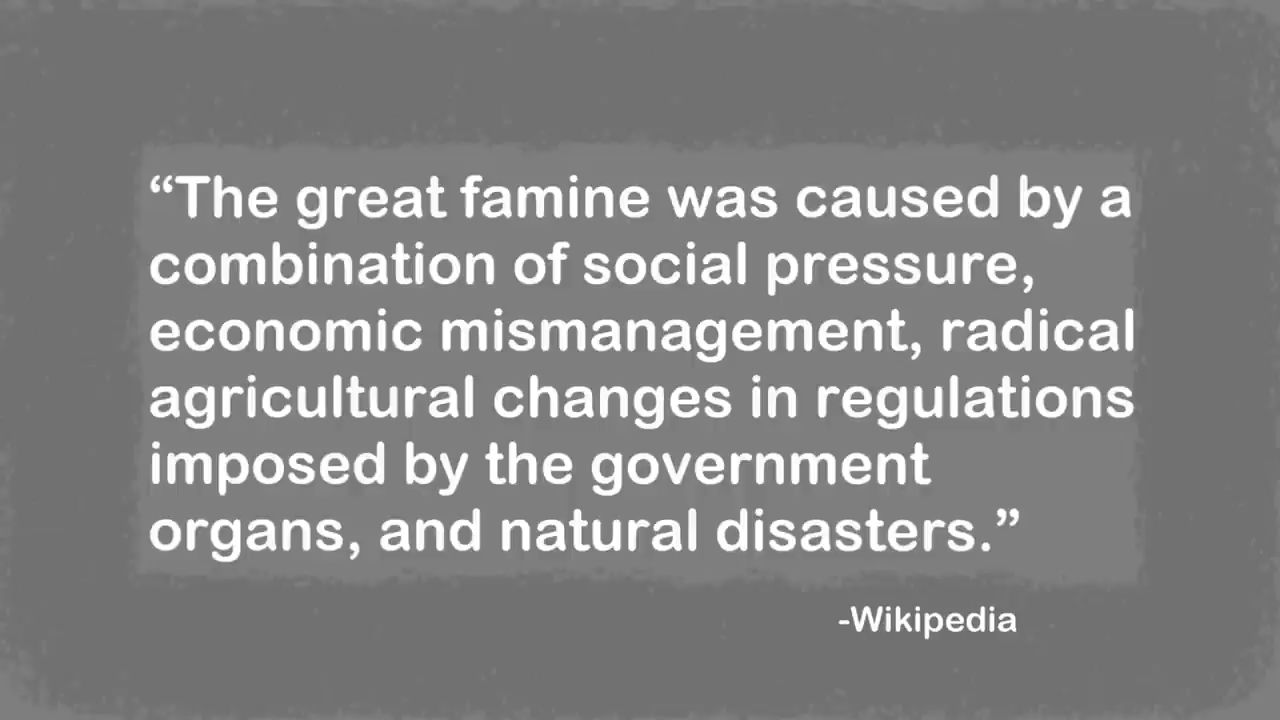 “The great famine was caused by a
combination of social pressure,
economic mismanagement, radical
agricultural changes in regulations
imposed by the government
organs, and natural disasters.”
-Wikipedia